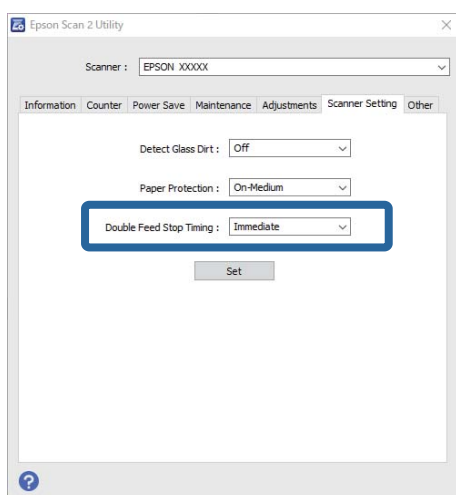 Epson Scan 2 Utility
Scanner : EPSON XXXXX
Information Counter Power Save Maintenance Adjustments Scanner Setting Other
Detect Glass Dirt : Off
Paper Protection : On-Medium
Double Feed Stop Timing : Immediate
Set
?